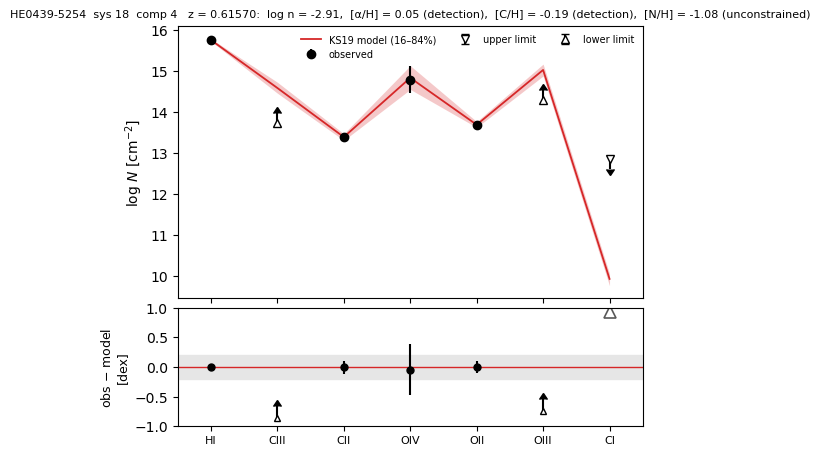 HE0439-5254  sys 18  comp 4   z = 0.61570:  log n = -2.91,  [α/H] = 0.05 (detection),  [C/H] = -0.19 (detection),  [N/H] = -1.08 (unconstrained)
KS19 model (16–84%)
observed
upper limit
lower limit
log N [cm⁻²]
16
15
14
13
12
11
10
obs − model
[dex]
1.0
0.5
0.0
−0.5
−1.0
HI CIII CII OIV OII OIII CI